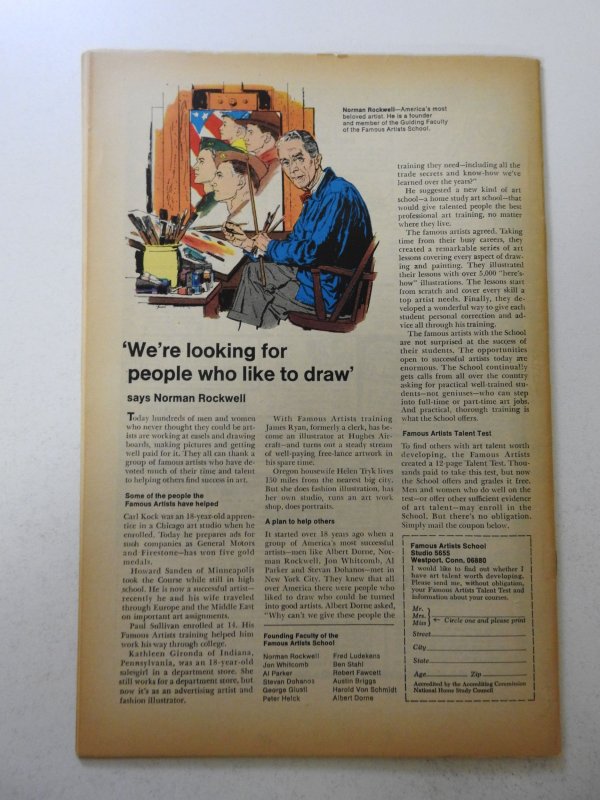 Norman Rockwell—America's most
beloved artist. He is a founder
and member of the Guiding Faculty
of the Famous Artists School.
'We're looking for
people who like to draw'
says Norman Rockwell
Today hundreds of men and women
who never thought they could be art-
ists are working at easels and drawing
boards, making pictures and getting
well paid for it. They all can thank a
group of famous artists who have de-
voted much of their time and talent
to helping others find success in art.
Some of the people the
Famous Artists have helped
Carl Kock was an 18-year-old appren-
tice in a Chicago art studio when he
enrolled. Today he prepares ads for
such companies as General Motors
and Firestone—has won five gold
medals.
Howard Sanden of Minneapolis
took the Course while still in high
school. He is now a successful artist—
recently he and his wife traveled
through Europe and the Middle East
on important art assignments.
Paul Sullivan enrolled at 14. His
Famous Artists training helped him
work his way through college.
Kathleen Gironda of Indiana,
Pennsylvania, was an 18-year-old
salesgirl in a department store. She
still works for a department store, but
now it's as an advertising artist and
fashion illustrator.
With Famous Artists training
James Ryan, formerly a clerk, has be-
come an illustrator at Hughes Air-
craft—and turns out a steady stream
of well-paying free-lance artwork in
his spare time.
Oregon housewife Helen Tryk lives
150 miles from the nearest big city.
But she does fashion illustration, has
her own studio, runs an art work
shop, does portraits.
A plan to help others
It started over 18 years ago when a
group of America's most successful
artists—men like Albert Dorne, Nor-
man Rockwell, Jon Whitcomb, Al
Parker and Stevan Dohanos—met in
New York City. They knew that all
over America there were people who
liked to draw who could be turned
into good artists. Albert Dorne asked,
"Why can't we give these people the
Founding Faculty of the
Famous Artists School
Norman Rockwell
Jon Whitcomb
Al Parker
Stevan Dohanos
George Giusti
Peter Helck
Fred Ludekens
Ben Stahl
Robert Fawcett
Austin Briggs
Harold Von Schmidt
Albert Dorne
training they need—including all the
trade secrets and know-how we've
learned over the years?"
He suggested a new kind of art
school—a home study art school—that
would give talented people the best
professional art training, no matter
where they live.
The famous artists agreed. Taking
time from their busy careers, they
created a remarkable series of art
lessons covering every aspect of draw-
ing and painting. They illustrated
their lessons with over 5,000 "here's-
how" illustrations. The lessons start
from scratch and cover every skill a
top artist needs. Finally, they de-
veloped a wonderful way to give each
student personal correction and ad-
vice all through his training.
The famous artists with the School
are not surprised at the success of
their students. The opportunities
open to successful artists today are
enormous. The School continually
gets calls from all over the country
asking for practical well-trained stu-
dents—not geniuses—who can step
into full-time or part-time art jobs.
And practical, thorough training is
what the School offers.
Famous Artists Talent Test
To find others with art talent worth
developing, the Famous Artists
created a 12-page Talent Test. Thou-
sands paid to take this test, but now
the School offers and grades it free.
Men and women who do well on the
test—or offer other sufficient evidence
of art talent—may enroll in the
School. But there's no obligation.
Simply mail the coupon below.
Famous Artists School
Studio 5655
Westport, Conn. 06880
I would like to find out whether I
have art talent worth developing.
Please send me, without obligation,
your Famous Artists Talent Test and
information about your courses.
Mr.
Mrs.
Miss ← Circle one and please print
Street
City
State
Age Zip
Accredited by the Accrediting Commission
National Home Study Council